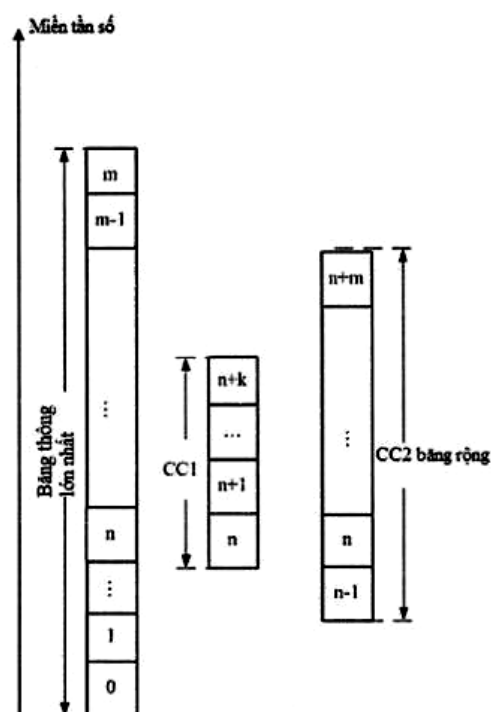 Miền tần số
m
m-1
...
n
...
1
0
Băng thông
lớn nhất
n+k
...
n+1
n
CC1
n+m
...
n
n-1
CC2 băng rộng